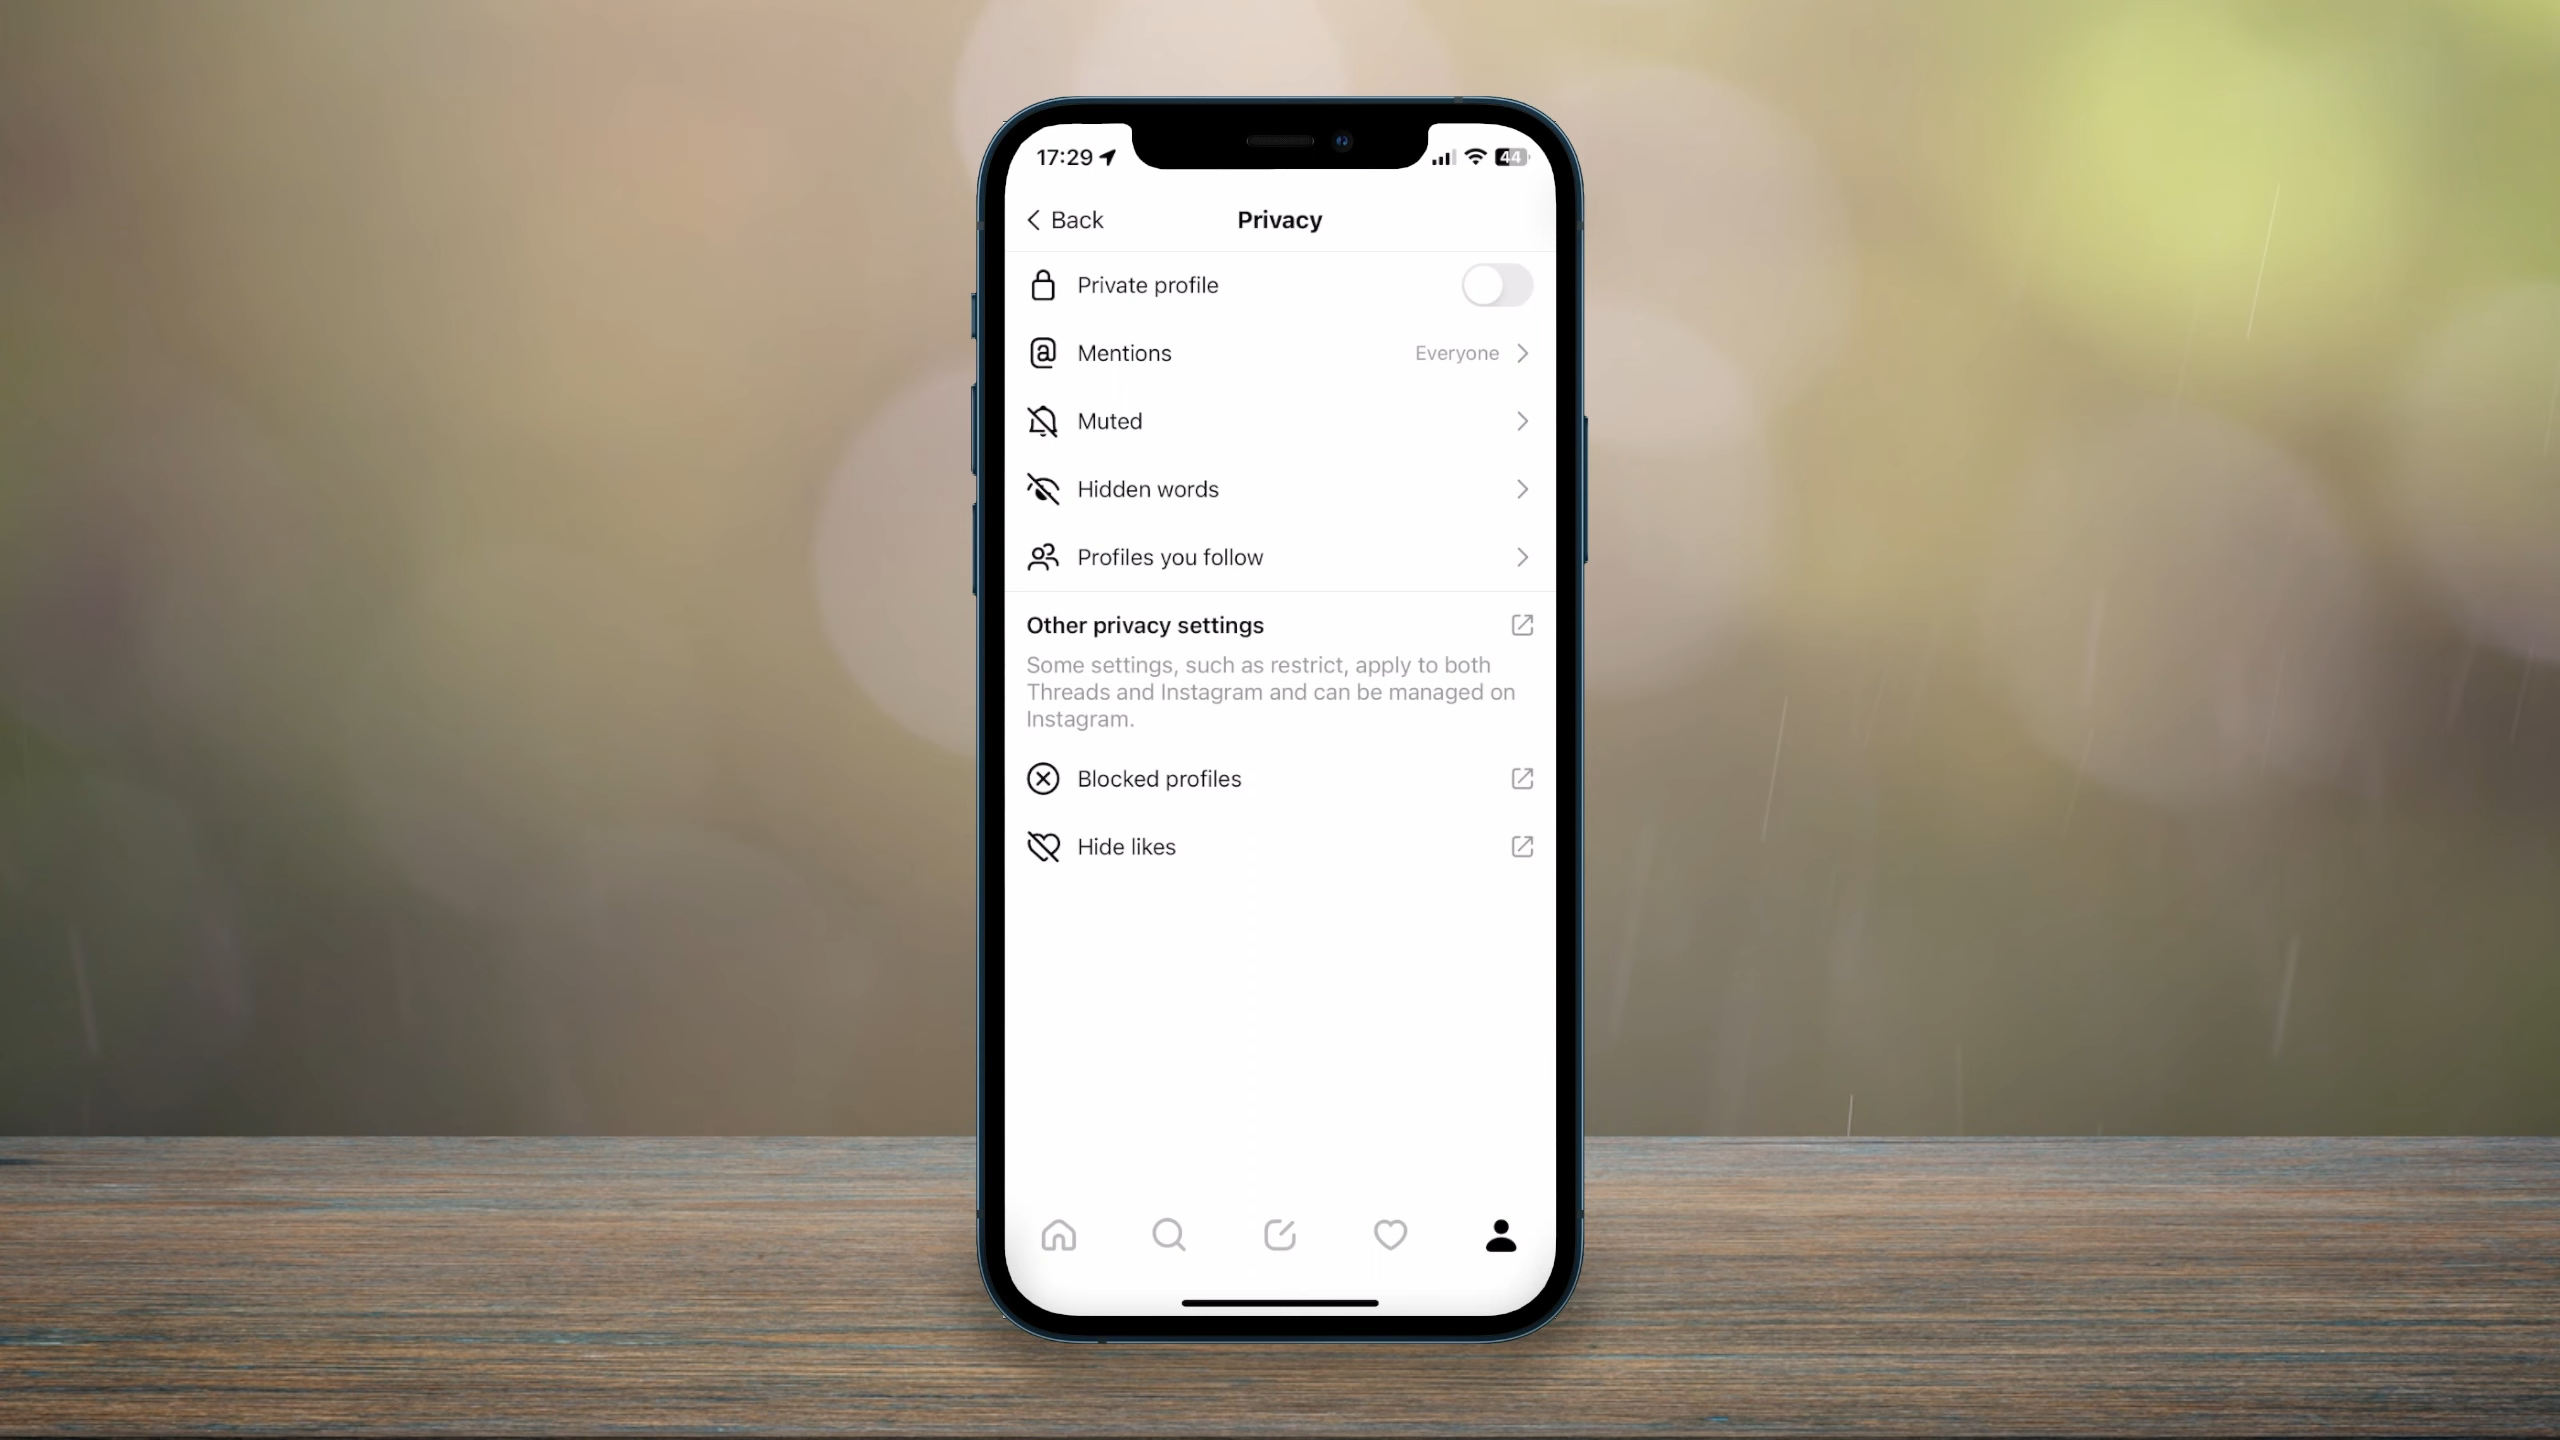 17:29
44
Back
Privacy
Private profile
Mentions
Everyone
Muted
Hidden words
Profiles you follow
Other privacy settings
Some settings, such as restrict, apply to both
Threads and Instagram and can be managed on
Instagram.
Blocked profiles
Hide likes